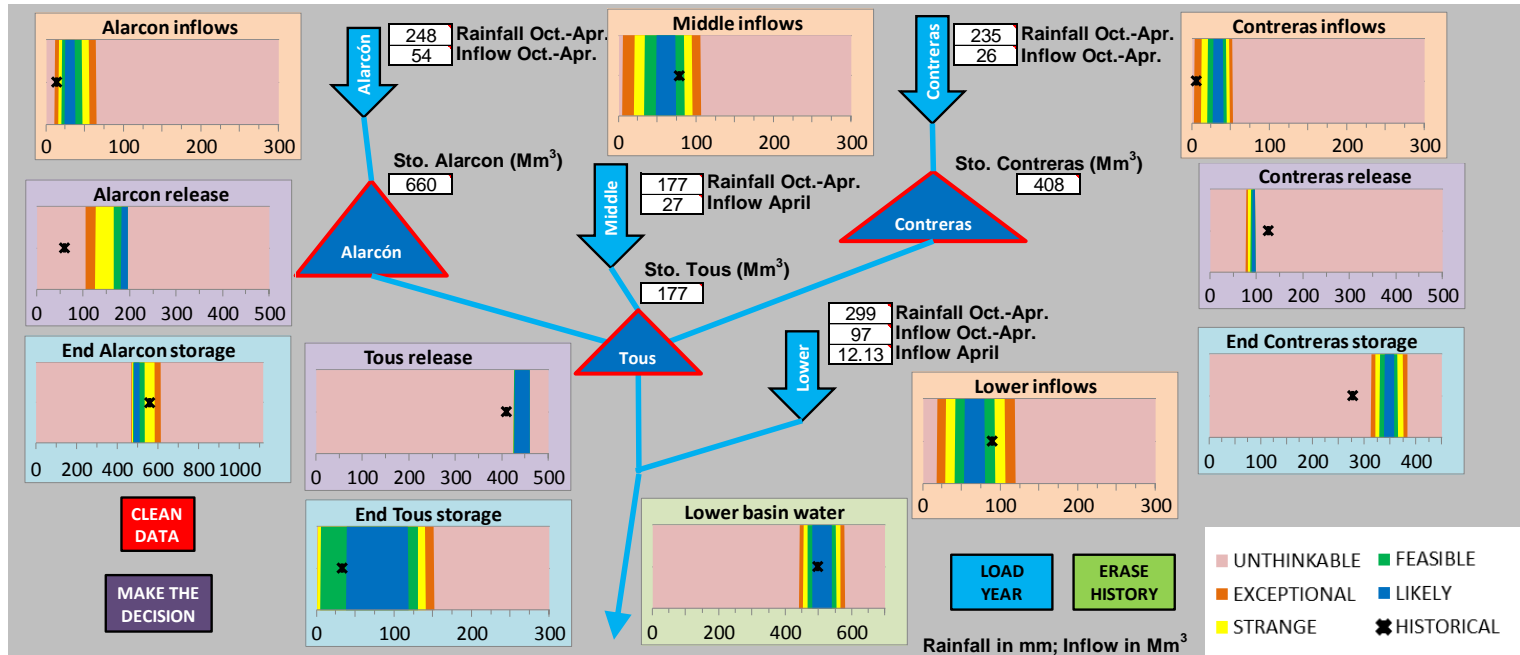 Alarcon inflows
0 100 200 300
Alarcón
248 Rainfall Oct.-Apr.
54 Inflow Oct.-Apr.
Middle inflows
0 100 200 300
Contreras
235 Rainfall Oct.-Apr.
26 Inflow Oct.-Apr.
Contreras inflows
0 100 200 300
Alarcon release
0 100 200 300 400 500
Sto. Alarcon (Mm³)
660
Alarcón
Middle
177 Rainfall Oct.-Apr.
27 Inflow April
Sto. Contreras (Mm³)
408
Contreras
Contreras release
0 100 200 300 400 500
End Alarcon storage
0 200 400 600 800 1000
Tous release
0 100 200 300 400 500
Sto. Tous (Mm³)
177
Tous
299 Rainfall Oct.-Apr.
97 Inflow Oct.-Apr.
12.13 Inflow April
Lower
Lower inflows
0 100 200 300
End Contreras storage
0 100 200 300 400
CLEAN
DATA
MAKE THE
DECISION
End Tous storage
0 100 200 300
Lower basin water
0 200 400 600
LOAD
YEAR
ERASE
HISTORY
Rainfall in mm; Inflow in Mm³
UNTHINKABLE FEASIBLE
EXCEPTIONAL LIKELY
STRANGE HISTORICAL